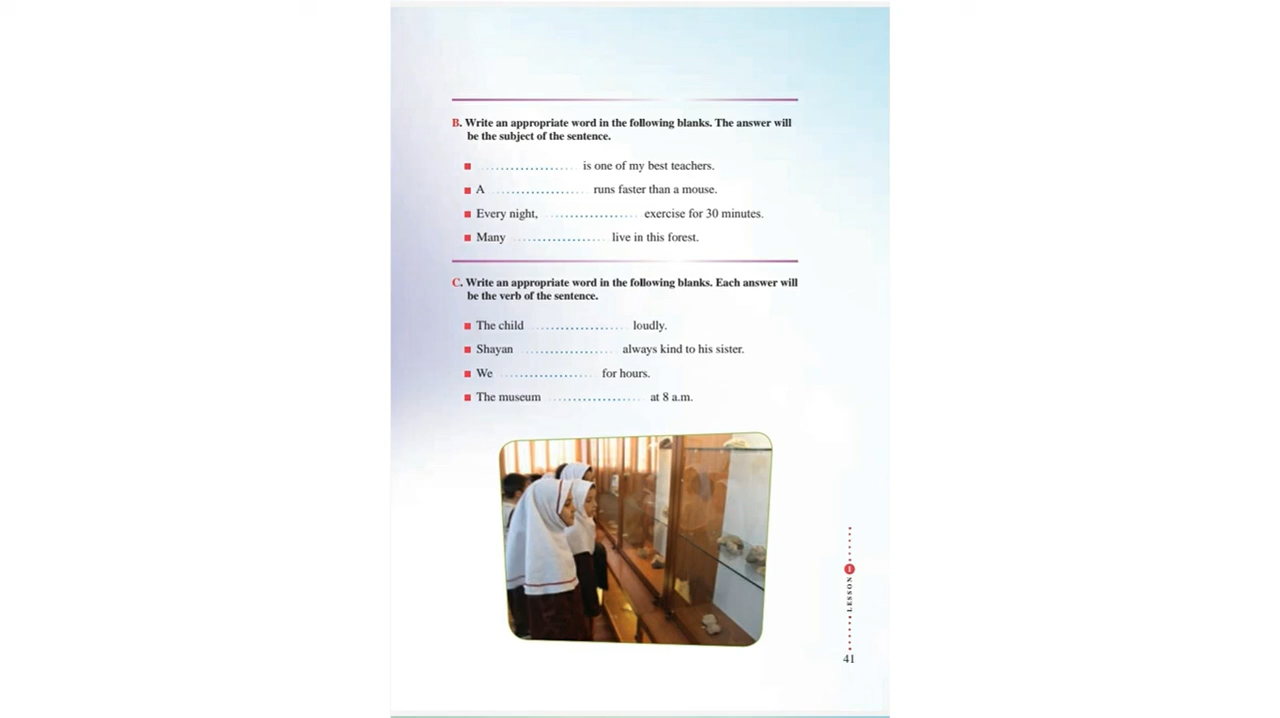 B. Write an appropriate word in the following blanks. The answer will
be the subject of the sentence.
.................... is one of my best teachers.
A .................... runs faster than a mouse.
Every night, .................... exercise for 30 minutes.
Many .................... live in this forest.
C. Write an appropriate word in the following blanks. Each answer will
be the verb of the sentence.
The child .................... loudly.
Shayan .................... always kind to his sister.
We .................... for hours.
The museum .................... at 8 a.m.
LESSON 1
41